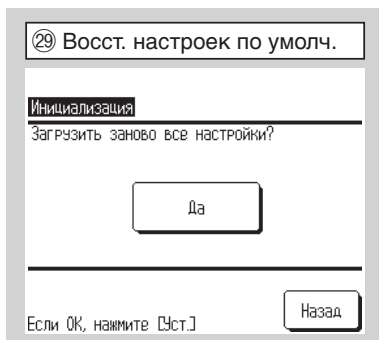 ㉙ Восст. настроек по умолч.
Инициализация
Загрузить заново все настройки?
Да
Назад
Если ОК, нажмите [Уст.]